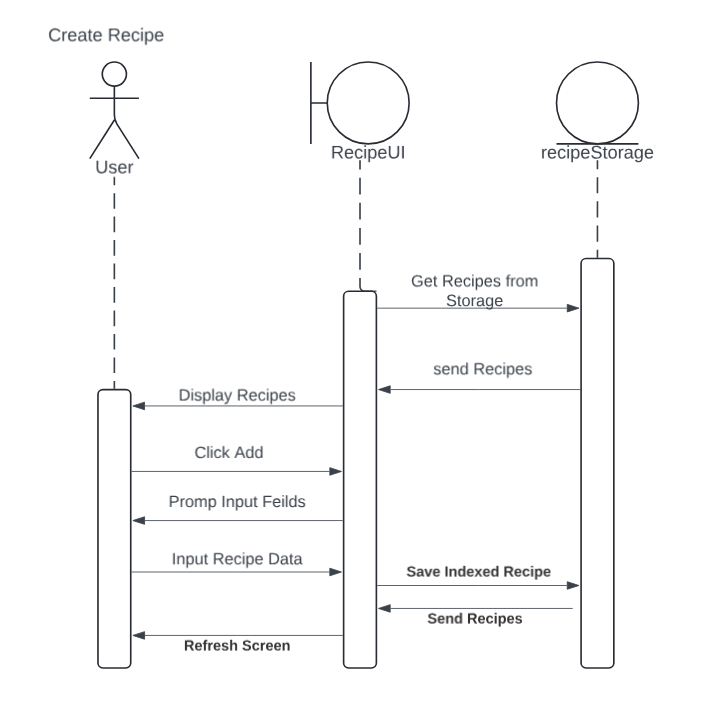 Create Recipe
User
RecipeUI
recipeStorage
Get Recipes from
Storage
send Recipes
Display Recipes
Click Add
Promp Input Feilds
Input Recipe Data
Save Indexed Recipe
Send Recipes
Refresh Screen